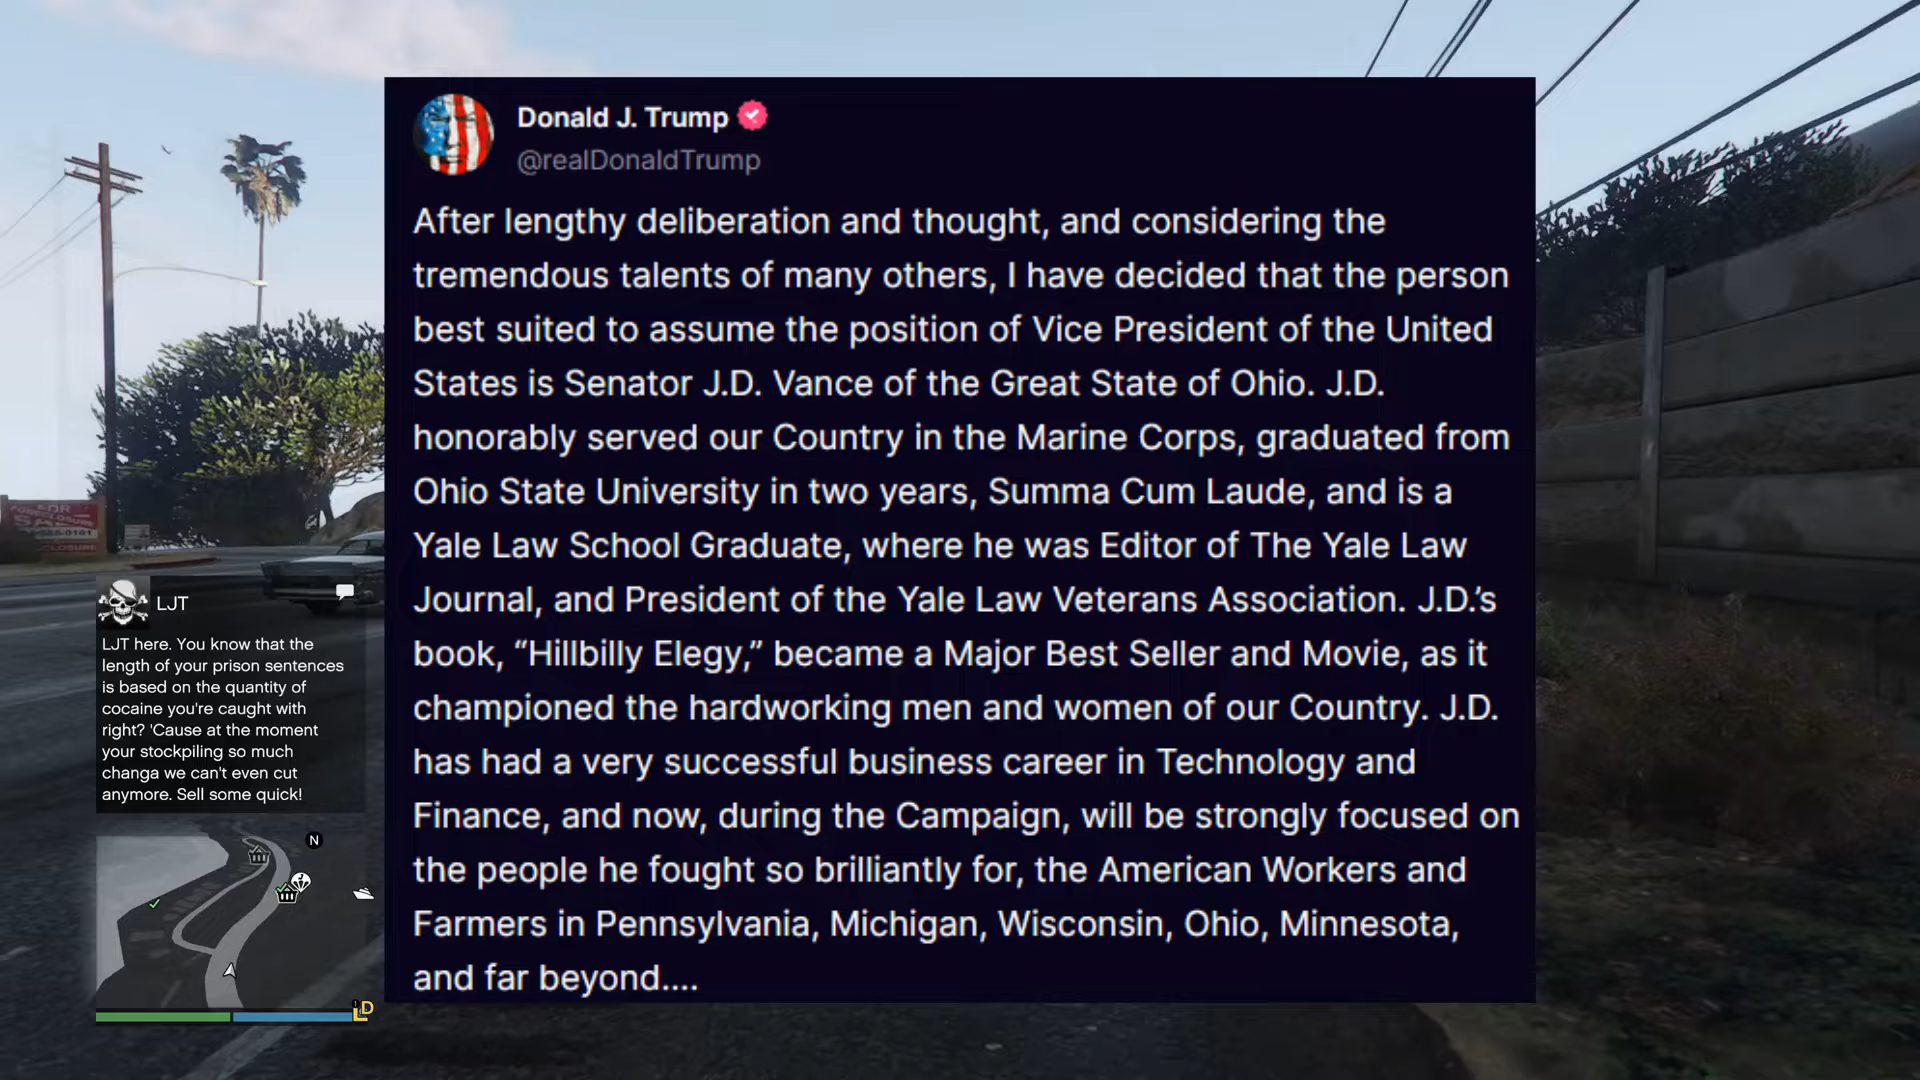 Donald J. Trump
@realDonaldTrump
After lengthy deliberation and thought, and considering the
tremendous talents of many others, I have decided that the person
best suited to assume the position of Vice President of the United
States is Senator J.D. Vance of the Great State of Ohio. J.D.
honorably served our Country in the Marine Corps, graduated from
Ohio State University in two years, Summa Cum Laude, and is a
Yale Law School Graduate, where he was Editor of The Yale Law
Journal, and President of the Yale Law Veterans Association. J.D.’s
book, “Hillbilly Elegy,” became a Major Best Seller and Movie, as it
championed the hardworking men and women of our Country. J.D.
has had a very successful business career in Technology and
Finance, and now, during the Campaign, will be strongly focused on
the people he fought so brilliantly for, the American Workers and
Farmers in Pennsylvania, Michigan, Wisconsin, Ohio, Minnesota,
and far beyond....
LJT
LJT here. You know that the
length of your prison sentences
is based on the quantity of
cocaine you're caught with
right? 'Cause at the moment
your stockpiling so much
changa we can't even cut
anymore. Sell some quick!
N